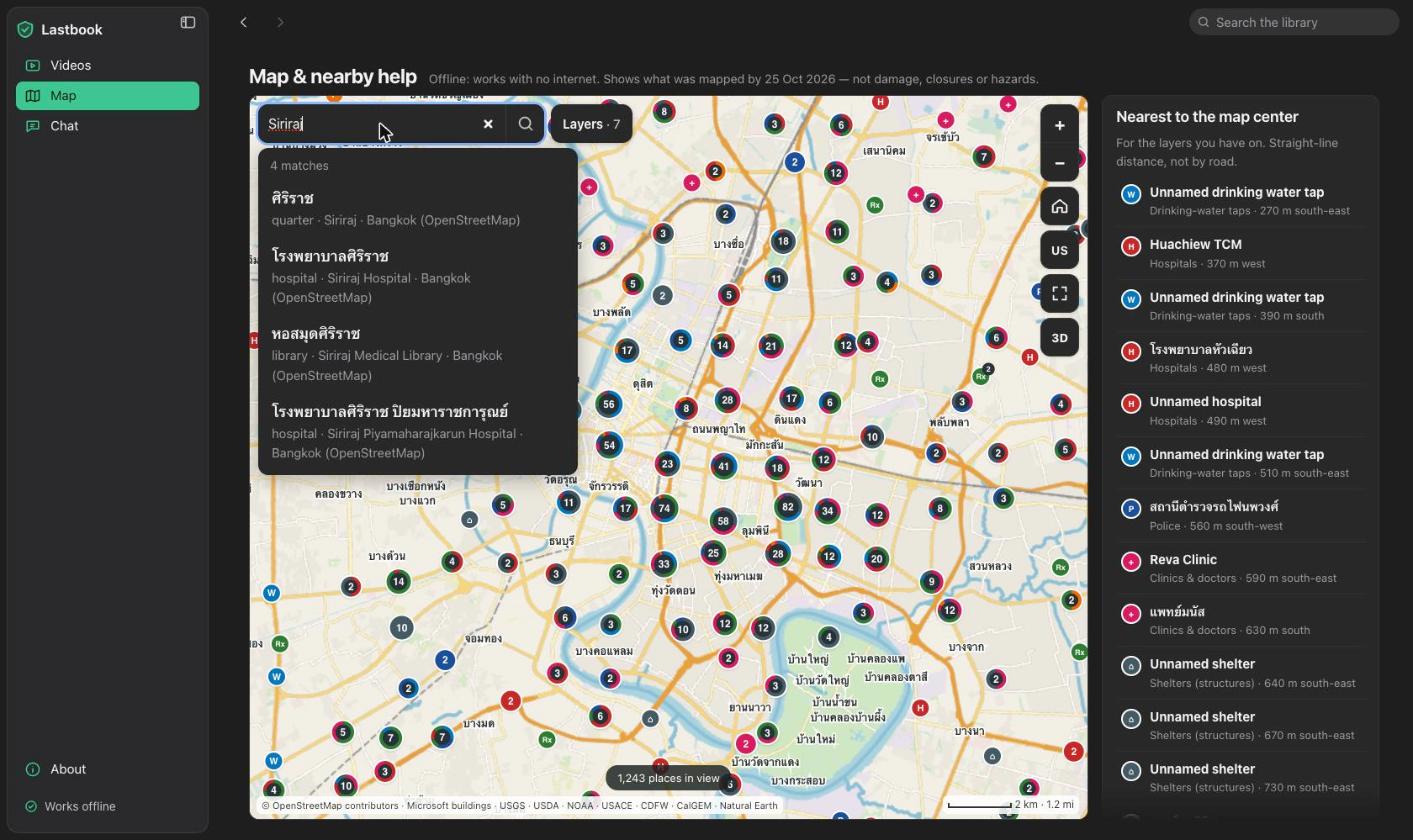 Lastbook
Videos
Map
Chat
About
Works offline
Search the library
Map & nearby help
Offline: works with no internet. Shows what was mapped by 25 Oct 2026 — not damage, closures or hazards.
Siriraj
Layers · 7
4 matches
ศิริราช
quarter · Siriraj · Bangkok (OpenStreetMap)
โรงพยาบาลศิริราช
hospital · Siriraj Hospital · Bangkok
(OpenStreetMap)
หอสมุดศิริราช
library · Siriraj Medical Library · Bangkok
(OpenStreetMap)
โรงพยาบาลศิริราช ปิยมหาราชการุณย์
hospital · Siriraj Piyamaharajkarun Hospital ·
Bangkok (OpenStreetMap)
US
3D
เสนานิคม
จรเข้บัว
บางซื่อ
บางพลัด
ดุสิต
ถนนพญาไท
ดินแดง
มักกะสัน
พลับพลา
วัฒนา
คลองขวาง
บางเชือกหนัง
บางแวก
วัดอรุณ
จักรวรรดิ
ลุมพินี
ธนบุรี
บางด้วน
ทุ่งมหาเมฆ
ทุ่งวัดดอน
สวนหลวง
จอมทอง
บางคอแหลม
บ้านใหญ่
บ้านคลองแพ
บางจาก
บ้านวัดใหญ่
บ้านคลองตาสี
ยานนาวา
บ้านน้ำขน
บ้านคลองบ้านผึ้ง
บางมด
บ้านใหม่
บางนา
บ้านวัดจากแดง
บางกระสอบ
1,243 places in view
© OpenStreetMap contributors · Microsoft buildings · USGS · USDA · NOAA · USACE · CDFW · CalGEM · Natural Earth
2 km · 1.2 mi
Nearest to the map center
For the layers you have on. Straight-line
distance, not by road.
W Unnamed drinking water tap
Drinking-water taps · 270 m south-east
H Huachiew TCM
Hospitals · 370 m west
W Unnamed drinking water tap
Drinking-water taps · 390 m south
H โรงพยาบาลหัวเฉียว
Hospitals · 480 m west
H Unnamed hospital
Hospitals · 490 m west
W Unnamed drinking water tap
Drinking-water taps · 510 m south-east
P สถานีตำรวจรถไฟนพวงศ์
Police · 560 m south-west
Reva Clinic
Clinics & doctors · 590 m south-east
แพทย์มนัส
Clinics & doctors · 630 m south
Unnamed shelter
Shelters (structures) · 640 m south-east
Unnamed shelter
Shelters (structures) · 670 m south-east
Unnamed shelter
Shelters (structures) · 730 m south-east